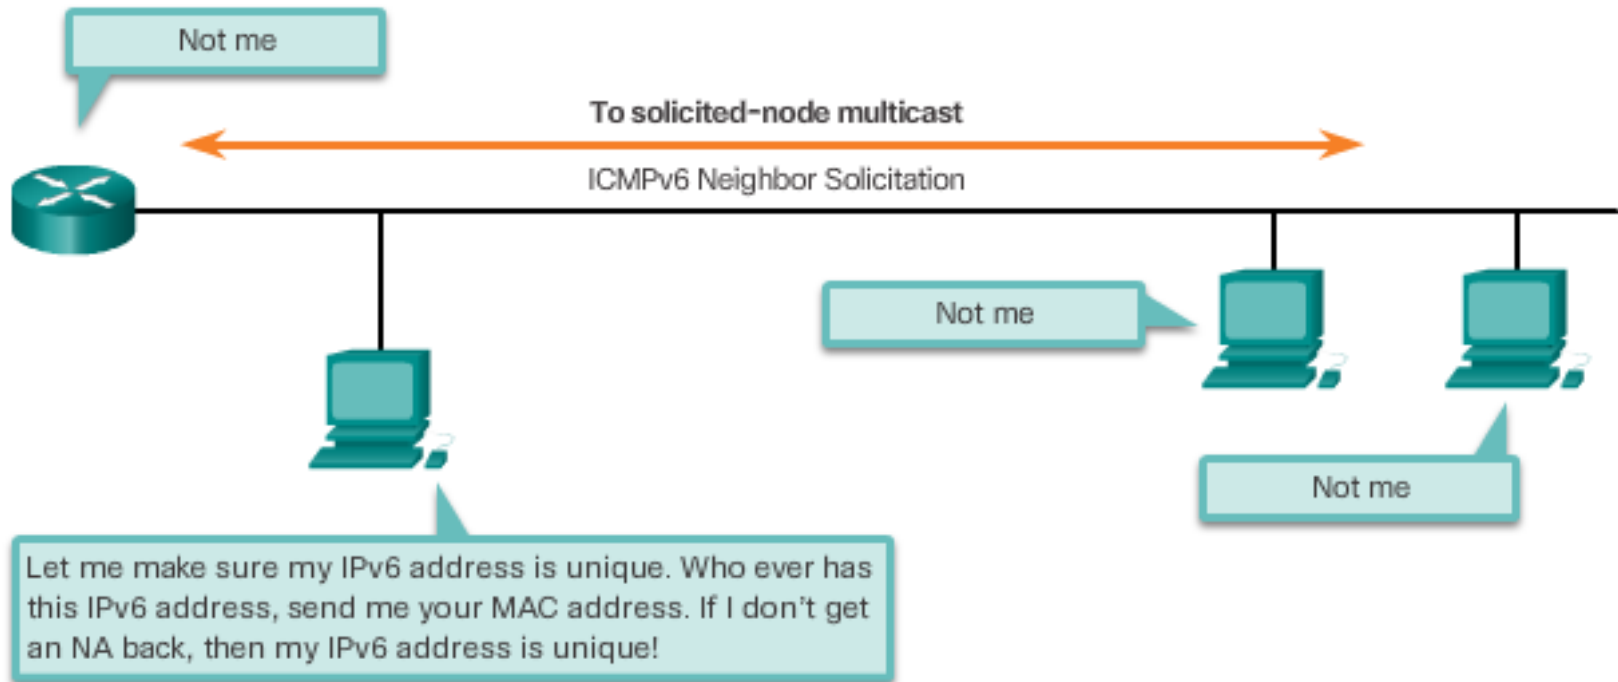 Not me
To solicited-node multicast
ICMPv6 Neighbor Solicitation
Not me
Not me
Let me make sure my IPv6 address is unique. Who ever has
this IPv6 address, send me your MAC address. If I don't get
an NA back, then my IPv6 address is unique!